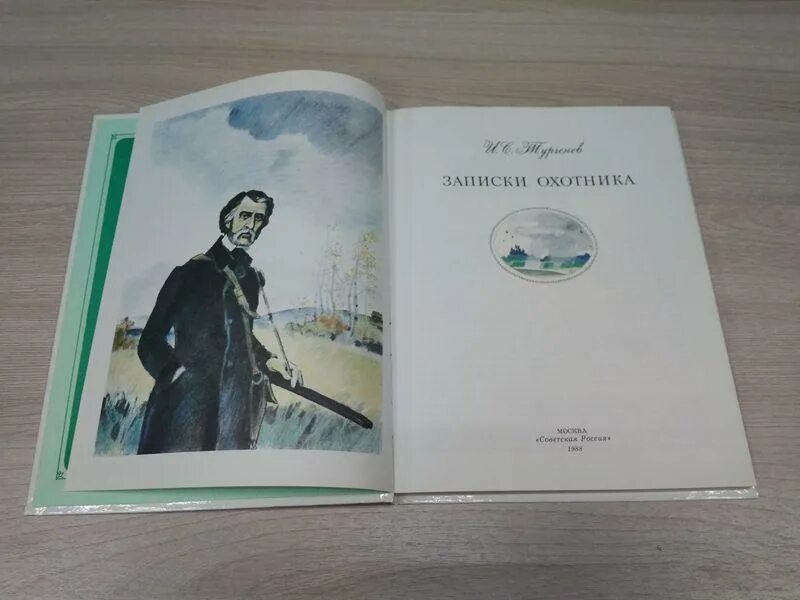 И. С. Тургенев
ЗАПИСКИ ОХОТНИКА
МОСКВА
«Советская Россия»
1988